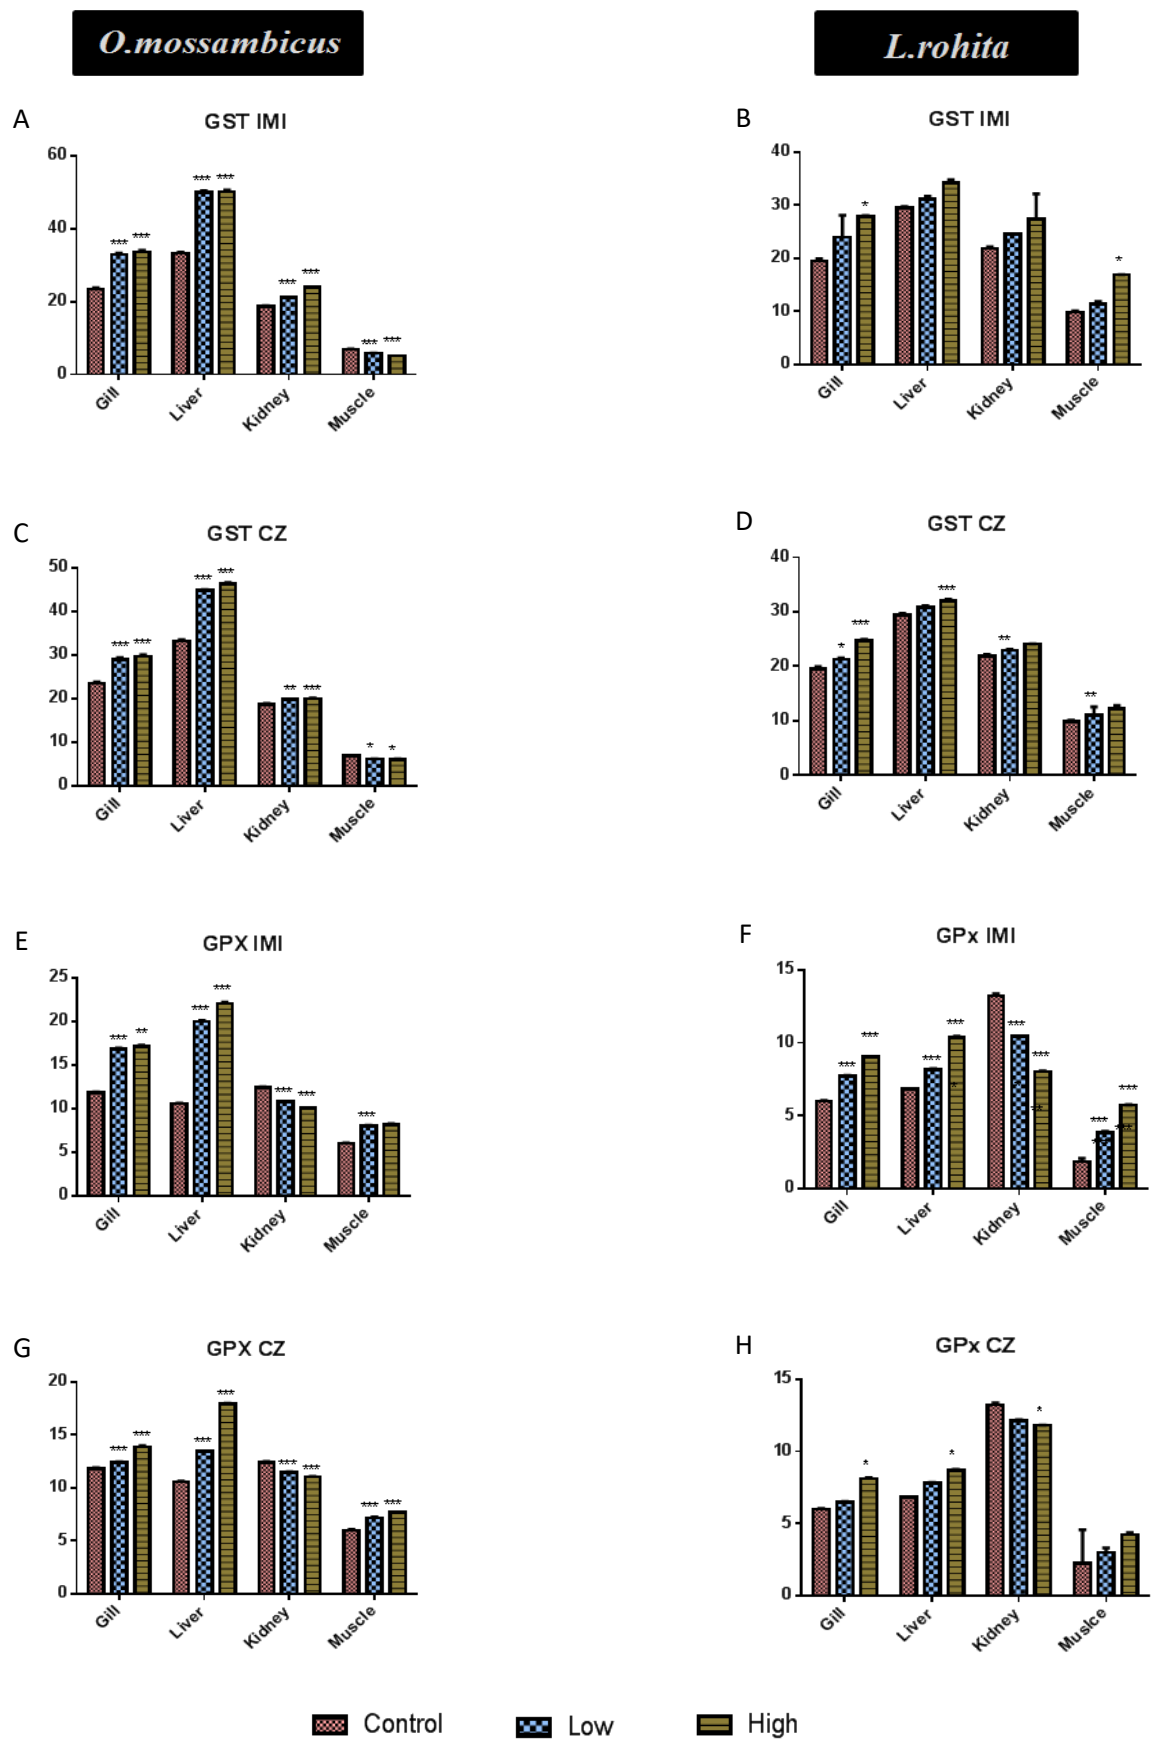 O.mossambicus
L.rohita
A
GST IMI
60
40
20
0
*** *** *** *** *** *** *** ***
Gill Liver Kidney Muscle
B
GST IMI
40
30
20
10
0
* *
Gill Liver Kidney Muscle
C
GST CZ
50
40
30
20
10
0
*** *** *** *** ** *** * *
Gill Liver Kidney Muscle
D
GST CZ
40
30
20
10
0
* *** *** ** **
Gill Liver Kidney Muscle
E
GPX IMI
25
20
15
10
5
0
*** ** *** *** *** *** ***
Gill Liver Kidney Muscle
F
GPx IMI
15
10
5
0
*** *** *** *** *** *** *** ***
Gill Liver Kidney Muscle
G
GPX CZ
20
15
10
5
0
*** *** *** *** *** *** *** ***
Gill Liver Kidney Muscle
H
GPx CZ
15
10
5
0
* * *
Gill Liver Kidney Muslce
Control Low High